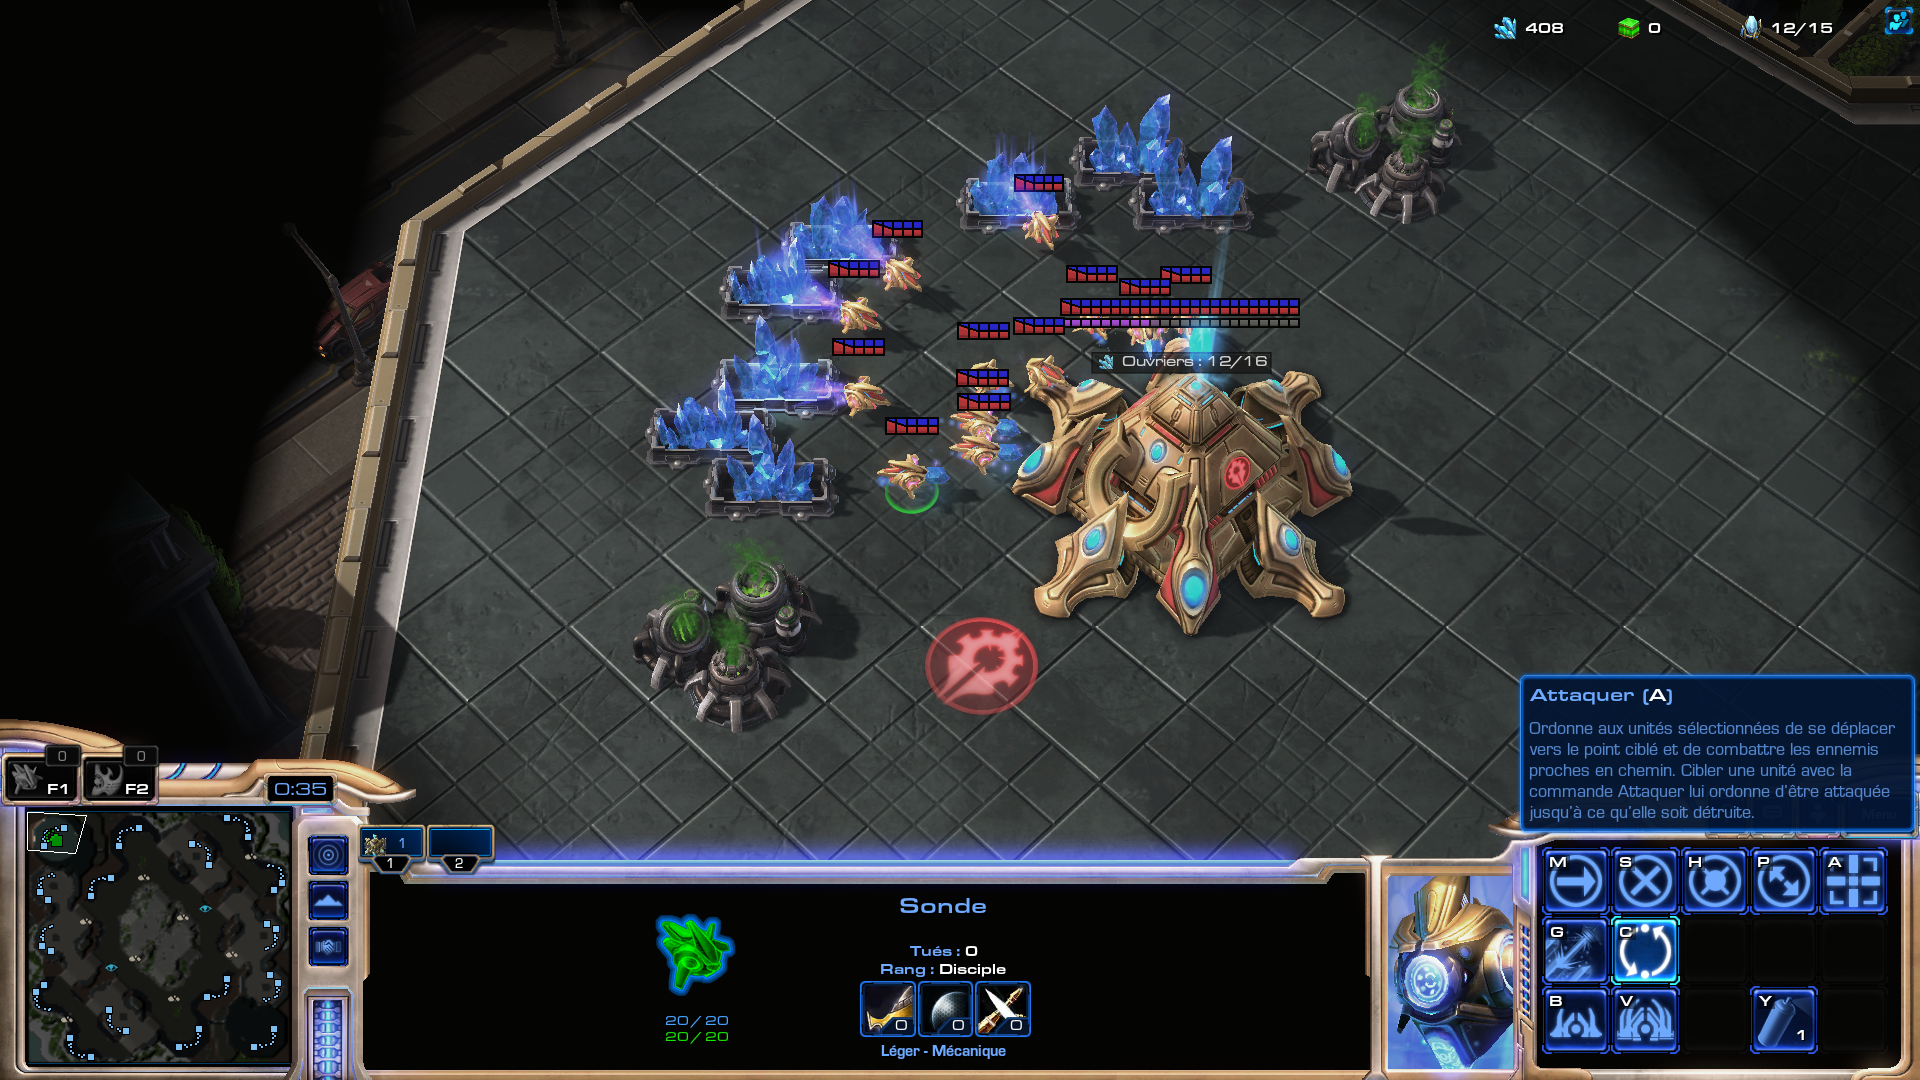 408
0
12/15
Ouvriers : 12/16
Attaquer (A)
Ordonne aux unités sélectionnées de se déplacer
vers le point ciblé et de combattre les ennemis
proches en chemin. Cibler une unité avec la
commande Attaquer lui ordonne d'être attaquée
jusqu'à ce qu'elle soit détruite.
0
0
F1
F2
0:35
1
1
2
Sonde
Tués : 0
Rang : Disciple
0
0
0
20/20
20/20
Léger - Mécanique
M
S
H
P
A
G
C
B
V
Y
1